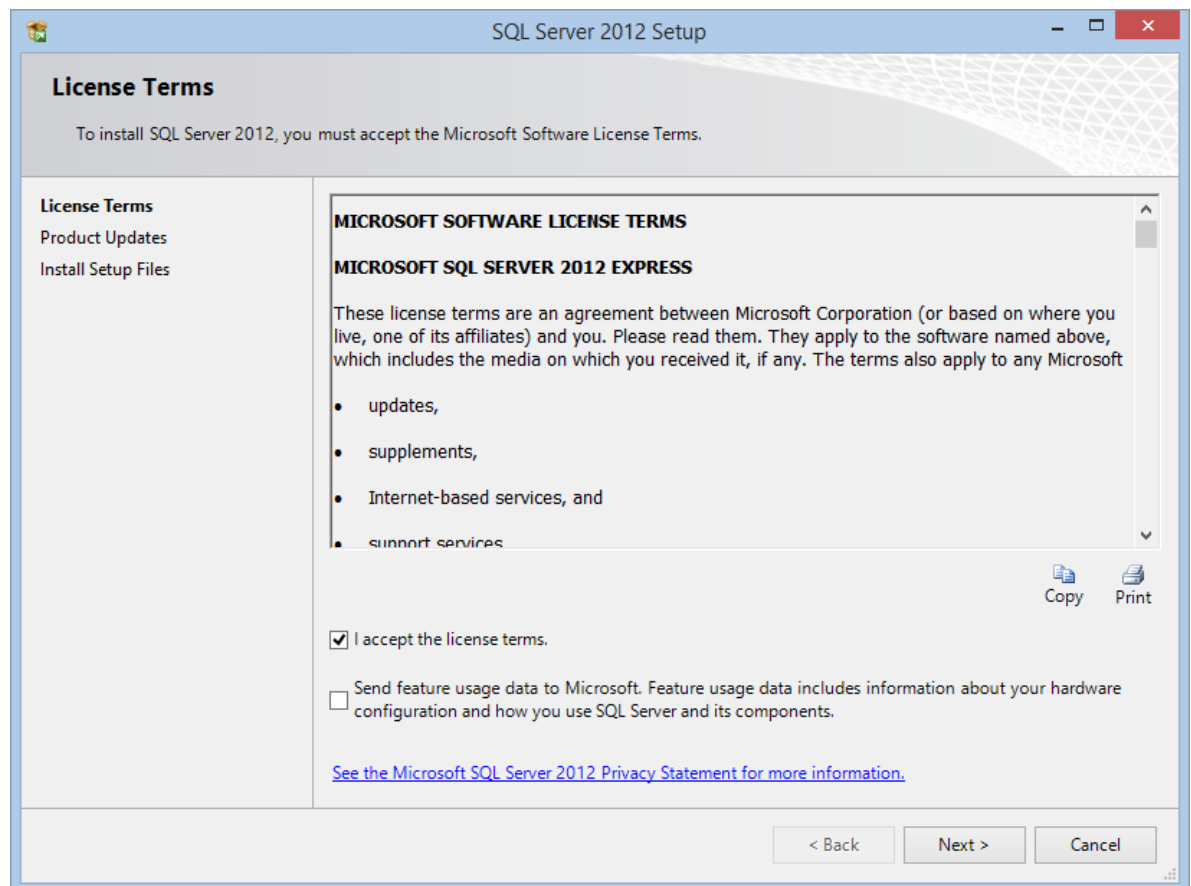 SQL Server 2012 Setup
License Terms
To install SQL Server 2012, you must accept the Microsoft Software License Terms.
License Terms
Product Updates
Install Setup Files
MICROSOFT SOFTWARE LICENSE TERMS
MICROSOFT SQL SERVER 2012 EXPRESS
These license terms are an agreement between Microsoft Corporation (or based on where you
live, one of its affiliates) and you. Please read them. They apply to the software named above,
which includes the media on which you received it, if any. The terms also apply to any Microsoft
• updates,
• supplements,
• Internet-based services, and
• support services
Copy Print
I accept the license terms.
Send feature usage data to Microsoft. Feature usage data includes information about your hardware
configuration and how you use SQL Server and its components.
See the Microsoft SQL Server 2012 Privacy Statement for more information.
< Back Next > Cancel